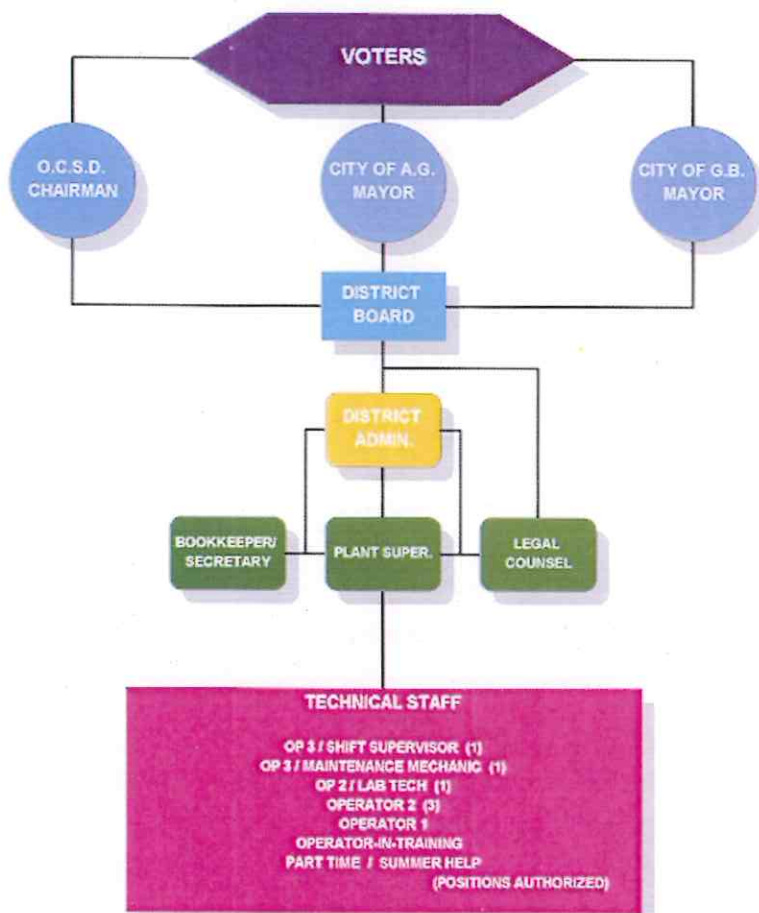 VOTERS
O.C.S.D.
CHAIRMAN
CITY OF A.G.
MAYOR
CITY OF G.B.
MAYOR
DISTRICT
BOARD
DISTRICT
ADMIN.
BOOKKEEPER/
SECRETARY
PLANT SUPER.
LEGAL
COUNSEL
TECHNICAL STAFF
OP 3 / SHIFT SUPERVISOR (1)
OP 3 / MAINTENANCE MECHANIC (1)
OP 2 / LAB TECH (1)
OPERATOR 2 (3)
OPERATOR 1
OPERATOR-IN-TRAINING
PART TIME / SUMMER HELP
(POSITIONS AUTHORIZED)